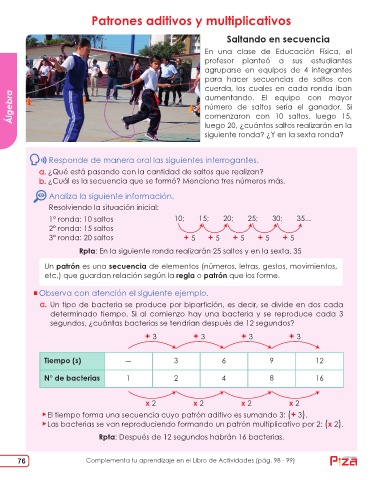 Patrones aditivos y multiplicativos
Saltando en secuencia
En una clase de Educación Física, el
profesor planteó a sus estudiantes
agruparse en equipos de 4 integrantes
para hacer secuencias de saltos con
cuerda, los cuales en cada ronda iban
aumentando. El equipo con mayor
número de saltos sería el ganador. Si
comenzaron con 10 saltos, luego 15,
luego 20, ¿cuántos saltos realizarán en la
siguiente ronda? ¿Y en la sexta ronda?
Álgebra
Responde de manera oral las siguientes interrogantes.
a. ¿Qué está pasando con la cantidad de saltos que realizan?
b. ¿Cuál es la secuencia que se formó? Menciona tres números más.
Analiza la siguiente información.
Resolviendo la situación inicial:
1° ronda: 10 saltos 10; 15; 20; 25; 30; 35...
2° ronda: 15 saltos
3° ronda: 20 saltos + 5 + 5 + 5 + 5 + 5
Rpta: En la siguiente ronda realizarán 25 saltos y en la sexta, 35
Un patrón es una secuencia de elementos (números, letras, gestos, movimientos,
etc.) que guardan relación según la regla o patrón que los forme.
Observa con atención el siguiente ejemplo.
a. Un tipo de bacteria se produce por bipartición, es decir, se divide en dos cada
determinado tiempo. Si al comienzo hay una bacteria y se reproduce cada 3
segundos, ¿cuántas bacterias se tendrían después de 12 segundos?
+ 3 + 3 + 3 + 3
Tiempo (s) — 3 6 9 12
N° de bacterias 1 2 4 8 16
x 2 x 2 x 2 x 2
El tiempo forma una secuencia cuyo patrón aditivo es sumando 3: (+ 3).
Las bacterias se van reproduciendo formando un patrón multiplicativo por 2: (x 2).
Rpta: Después de 12 segundos habrán 16 bacterias.
76 Complementa tu aprendizaje en el Libro de Actividades (pág. 98 - 99)
Piza